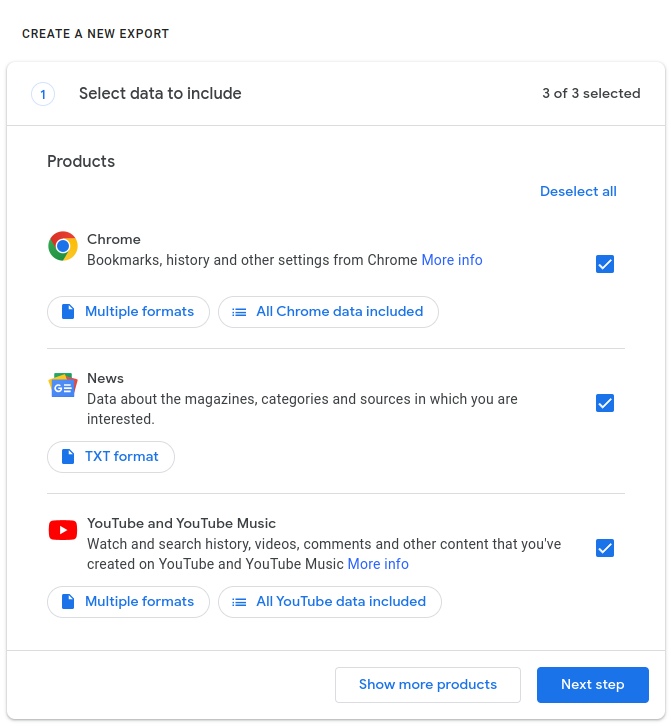 CREATE A NEW EXPORT
1 Select data to include 3 of 3 selected
Products
Deselect all
Chrome
Bookmarks, history and other settings from Chrome More info
Multiple formats All Chrome data included
GE
News
Data about the magazines, categories and sources in which you are
interested.
TXT format
YouTube and YouTube Music
Watch and search history, videos, comments and other content that you've
created on YouTube and YouTube Music More info
Multiple formats All YouTube data included
Show more products Next step